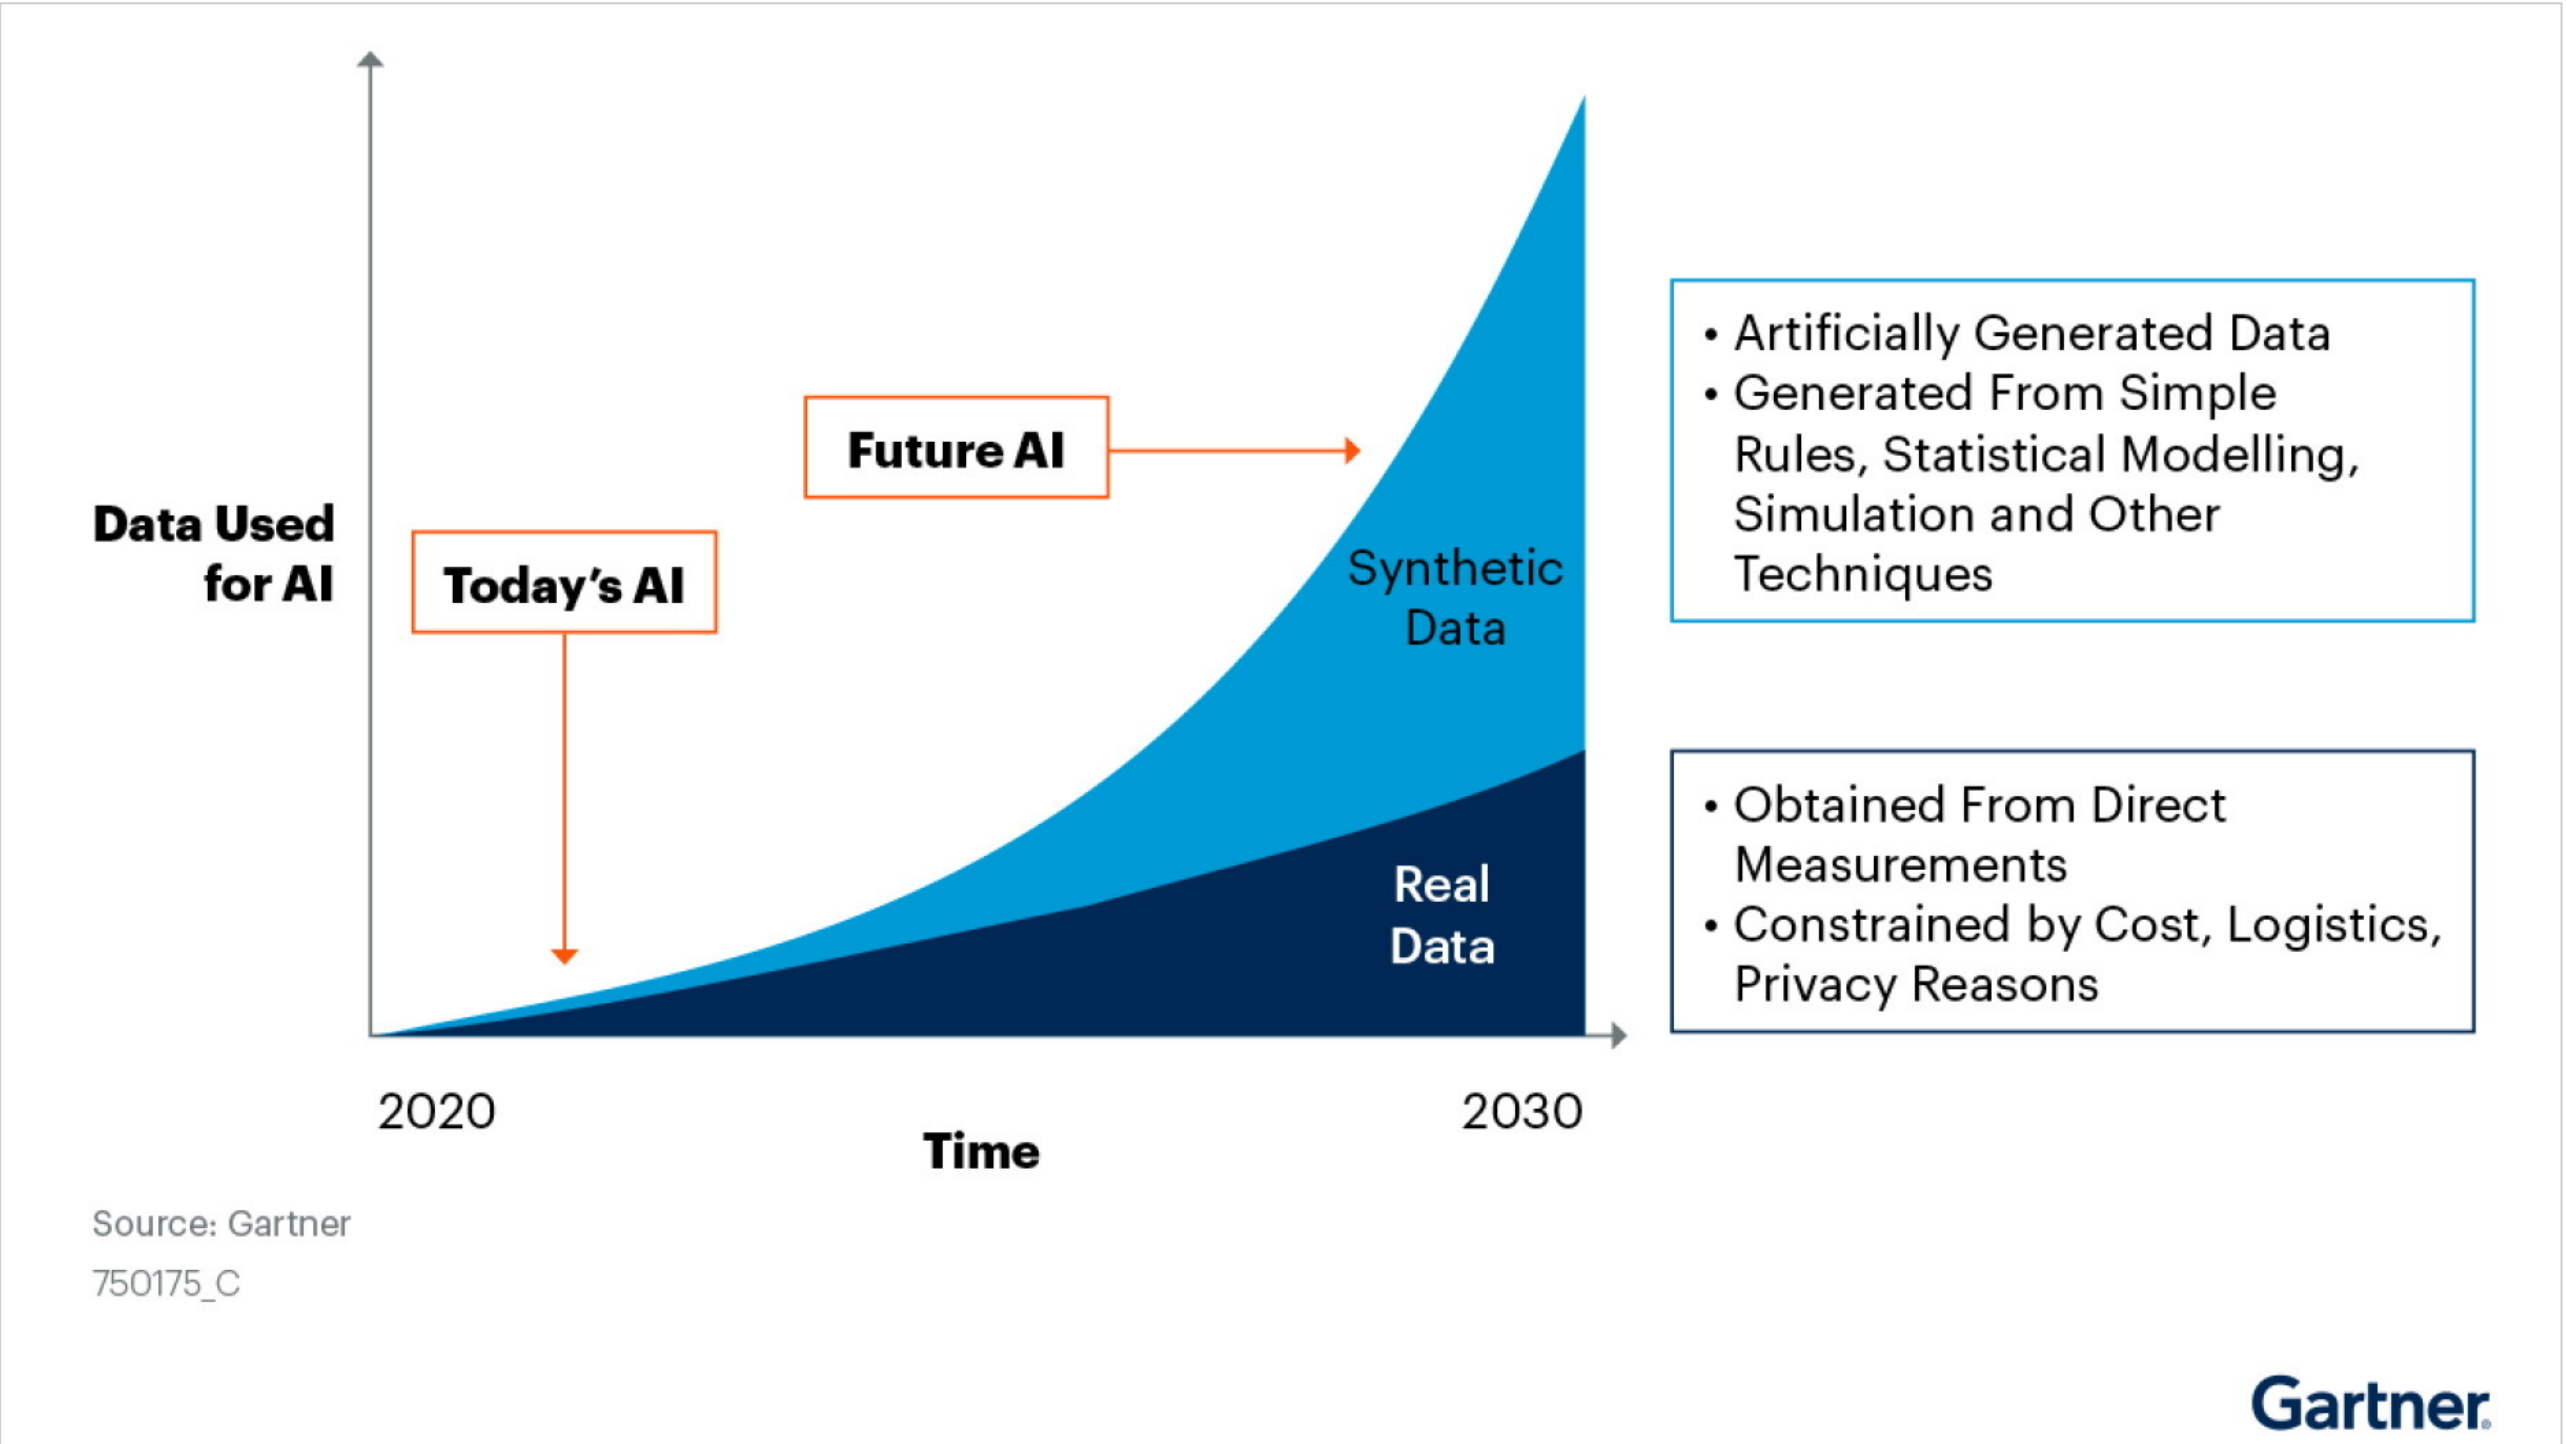 Data Used
for AI
Today's AI
Future AI
Synthetic
Data
Real
Data
• Artificially Generated Data
• Generated From Simple
Rules, Statistical Modelling,
Simulation and Other
Techniques
• Obtained From Direct
Measurements
• Constrained by Cost, Logistics,
Privacy Reasons
2020
2030
Time
Source: Gartner
750175_C
Gartner®